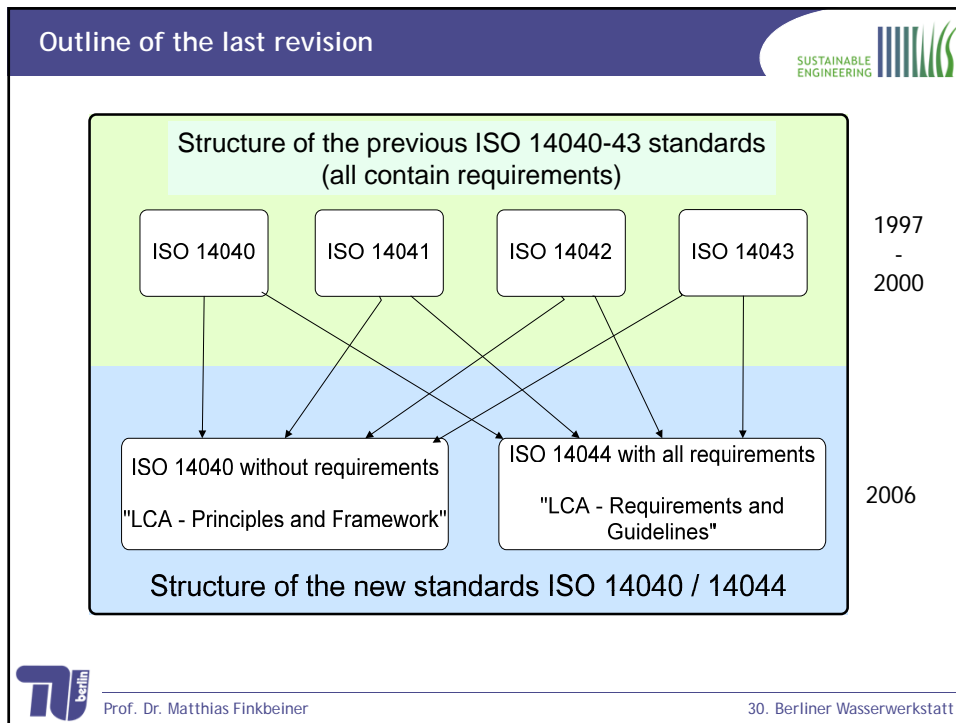 Outline of the last revision
SUSTAINABLE
ENGINEERING
Structure of the previous ISO 14040-43 standards
(all contain requirements)
ISO 14040
ISO 14041
ISO 14042
ISO 14043
1997
-
2000
ISO 14040 without requirements
"LCA - Principles and Framework"
ISO 14044 with all requirements
"LCA - Requirements and
Guidelines"
2006
Structure of the new standards ISO 14040 / 14044
berlin
Prof. Dr. Matthias Finkbeiner
30. Berliner Wasserwerkstatt